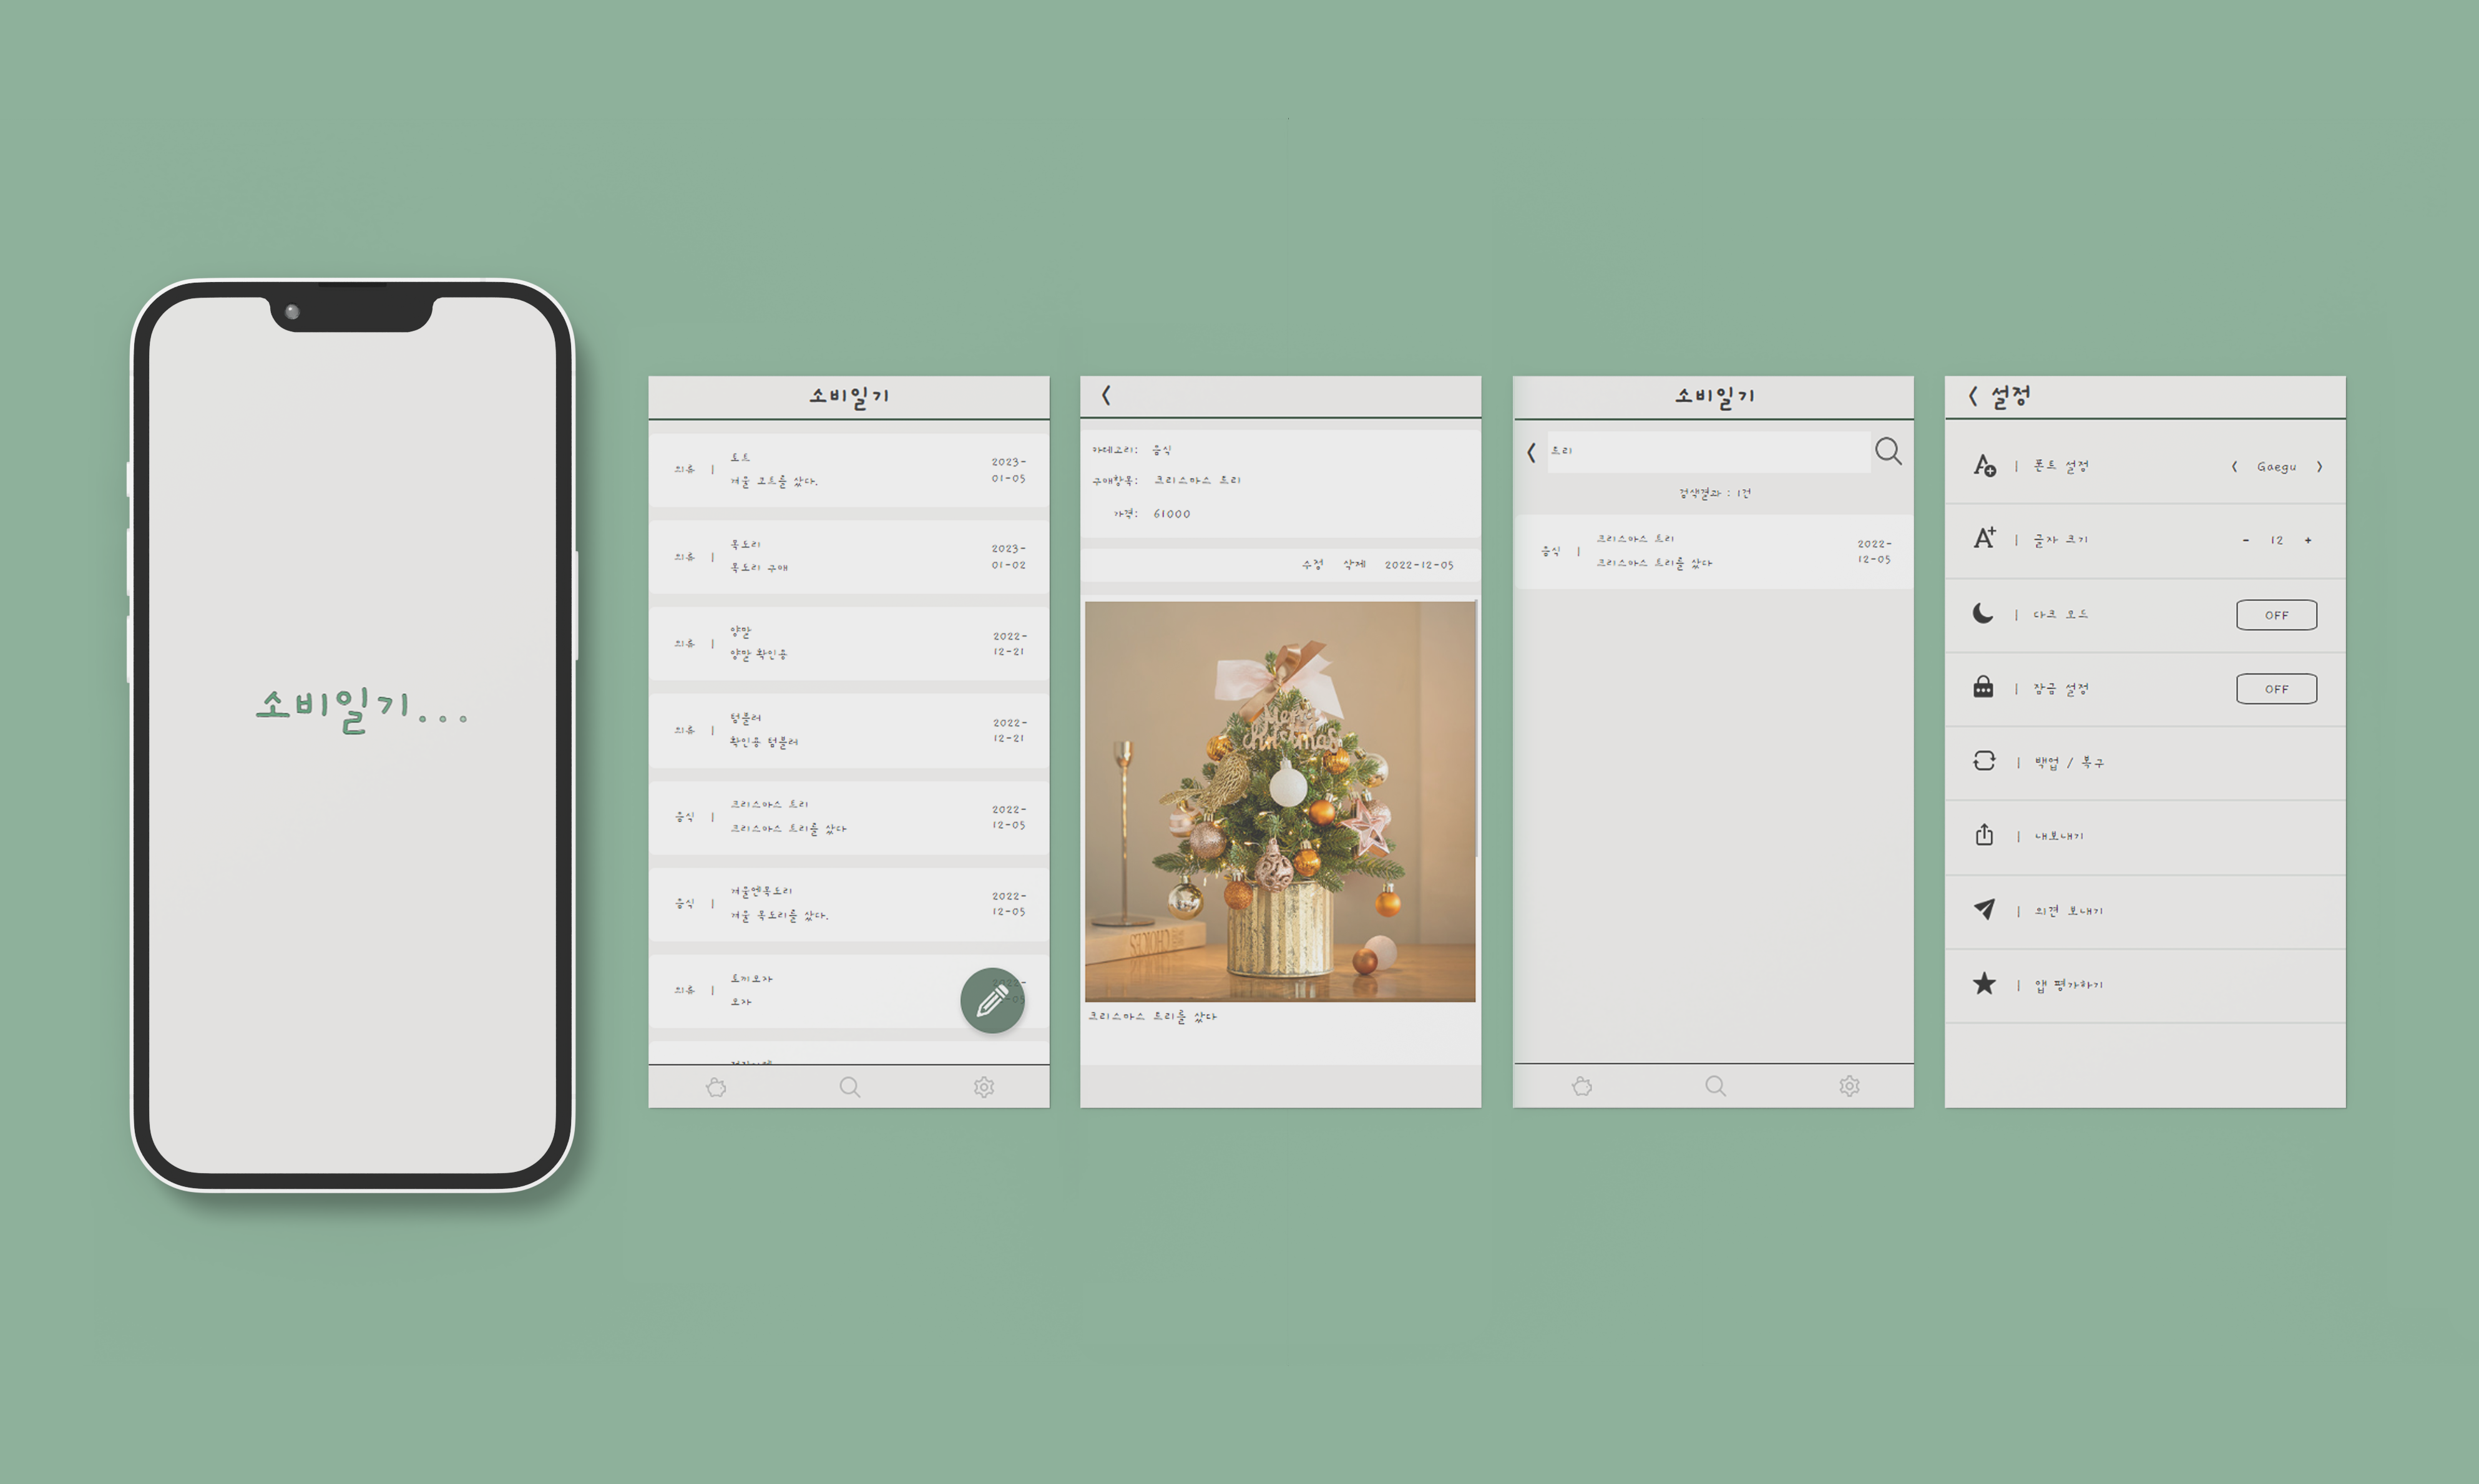 소비일기...
소비일기
의류 | 코트
겨울 코트를 샀다.
2023-
01-05
의류 | 목도리
목도리 구매
2023-
01-02
의류 | 양말
양말 확인용
2022-
12-21
의류 | 텀블러
확인용 텀블러
2022-
12-21
음식 | 크리스마스 트리
크리스마스 트리를 샀다
2022-
12-05
음식 | 겨울엔목도리
겨울 목도리를 샀다.
2022-
12-05
의류 | 토끼모자
모자
카테고리: 음식
구매항목: 크리스마스 트리
가격: 61000
수정 삭제 2022-12-05
Merry
Christmas
CHOICES
크리스마스 트리를 샀다
소비일기
트리
검색결과 : 1건
음식 | 크리스마스 트리
크리스마스 트리를 샀다
2022-
12-05
설정
| 폰트 설정 < Gaegu >
| 글자 크기 - 12 +
| 다크 모드 OFF
| 잠금 설정 OFF
| 백업 / 복구
| 내보내기
| 의견 보내기
| 앱 평가하기